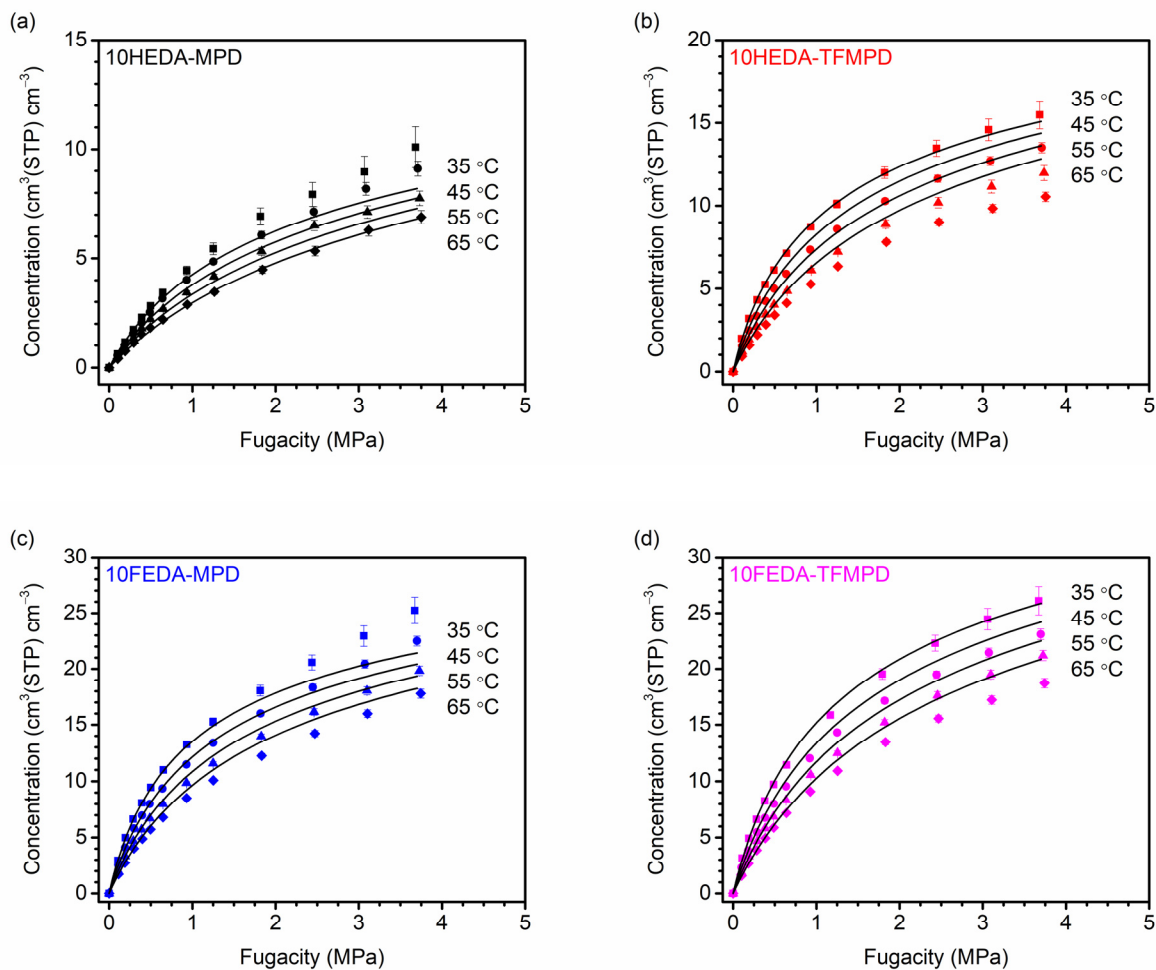 (a)
15
10HEDA-MPD
10
5
0
0 1 2 3 4 5
35 °C
45 °C
55 °C
65 °C
Concentration (cm³(STP) cm⁻³)
Fugacity (MPa)
(b)
20
10HEDA-TFMPD
15
10
5
0
0 1 2 3 4 5
35 °C
45 °C
55 °C
65 °C
Concentration (cm³(STP) cm⁻³)
Fugacity (MPa)
(c)
30
10FEDA-MPD
25
20
15
10
5
0
0 1 2 3 4 5
35 °C
45 °C
55 °C
65 °C
Concentration (cm³(STP) cm⁻³)
Fugacity (MPa)
(d)
30
10FEDA-TFMPD
25
20
15
10
5
0
0 1 2 3 4 5
35 °C
45 °C
55 °C
65 °C
Concentration (cm³(STP) cm⁻³)
Fugacity (MPa)